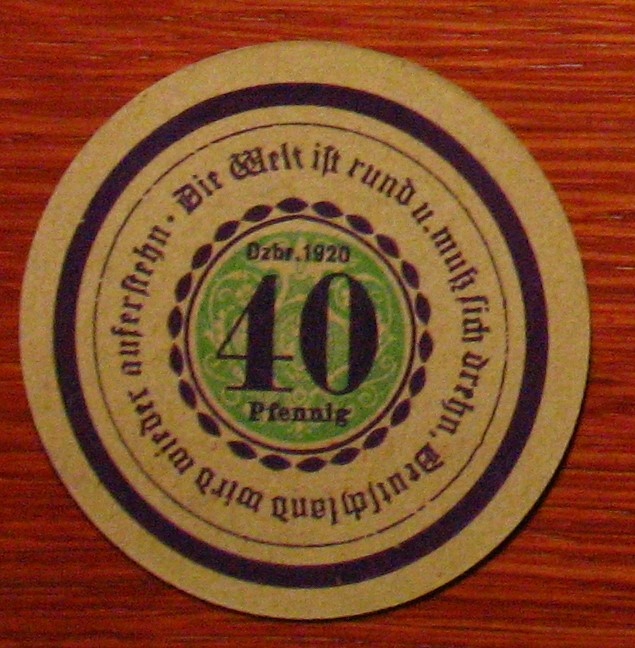 Die Welt ist rund u. muß sich drehn, Deutschland wird wieder auferstehn ·
Dzbr. 1920
40
Pfennig